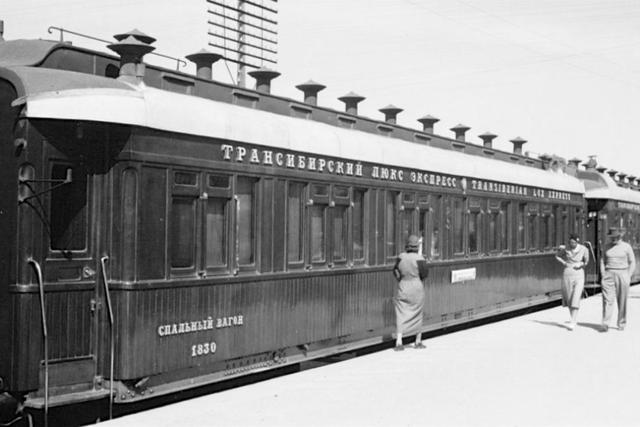 ТРАНСИБИРСКИЙ ЛЮКС ЭКСПРЕСС TRANSSIBERIAN LUX EXPRESS
СПАЛЬНЫЙ ВАГОН
1830